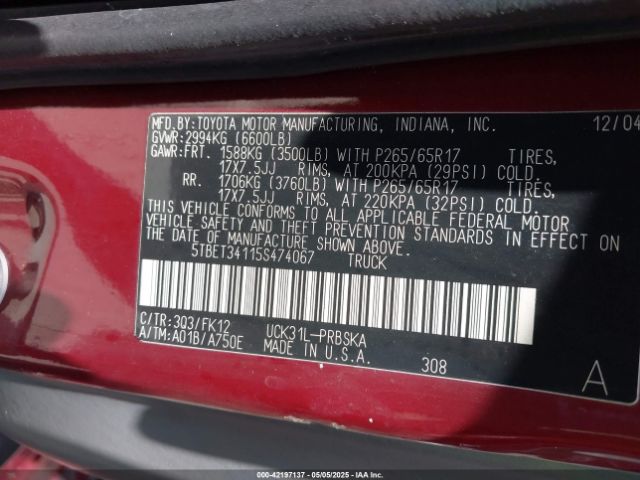 MFD. BY: TOYOTA MOTOR MANUFACTURING, INDIANA, INC. 12/04
GVWR: 2994KG (6600LB)
GAWR: FRT. 1588KG (3500LB) WITH P265/65R17 TIRES,
17X7.5JJ RIMS, AT 200KPA (29PSI) COLD.
RR. 1706KG (3760LB) WITH P265/65R17 TIRES,
17X7.5JJ RIMS, AT 220KPA (32PSI) COLD.
THIS VEHICLE CONFORMS TO ALL APPLICABLE FEDERAL MOTOR
VEHICLE SAFETY AND THEFT PREVENTION STANDARDS IN EFFECT ON
THE DATE OF MANUFACTURE SHOWN ABOVE.
5TBET34115S474067 TRUCK
C/TR: 3Q3/FK12 UCK31L-PRBSKA
A/TM: A01B/A750E MADE IN U.S.A. 308
A
000-42197137 - 05/05/2025 - IAAI.COM